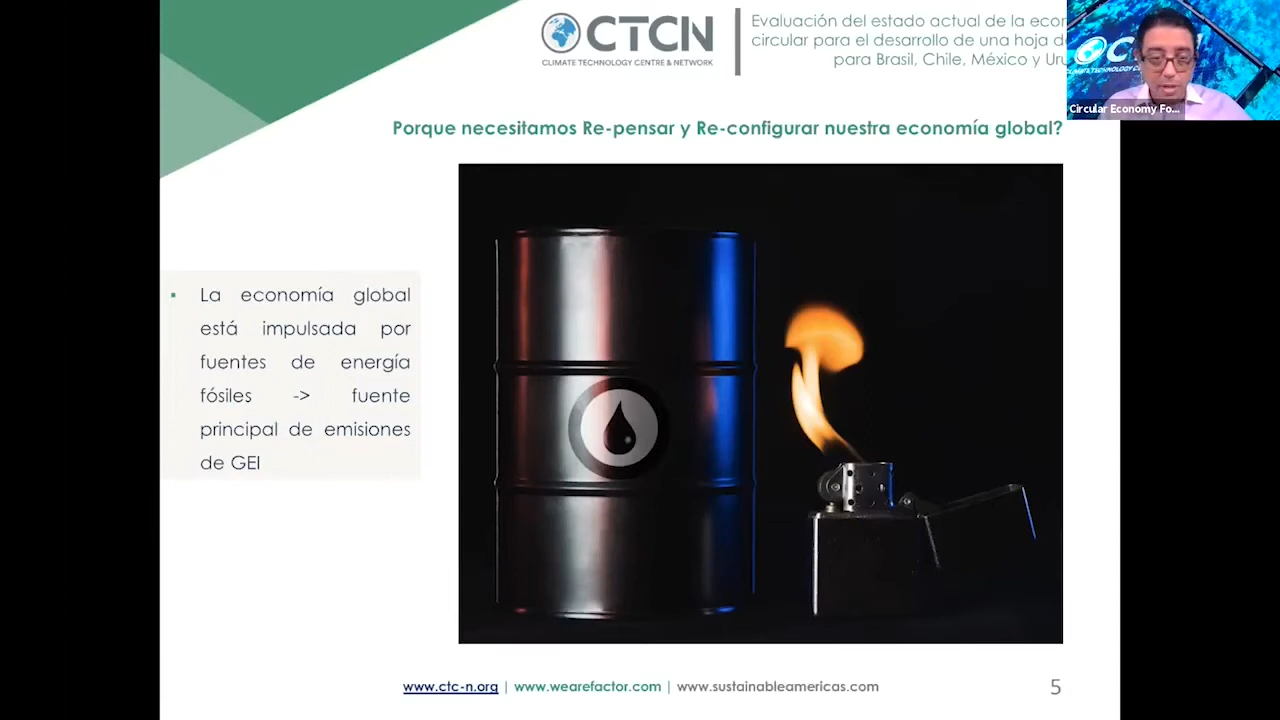 CTCN
CLIMATE TECHNOLOGY CENTRE & NETWORK
Evaluación del estado actual de la
circular para el desarrollo de una hoja
para Brasil, Chile, México y
Circular Economy Fo...
Porque necesitamos Re-pensar y Re-configurar nuestra economía global?
▪ La economía global
está impulsada por
fuentes de energía
fósiles -> fuente
principal de emisiones
de GEI
www.ctc-n.org | www.wearefactor.com | www.sustainableamericas.com
5